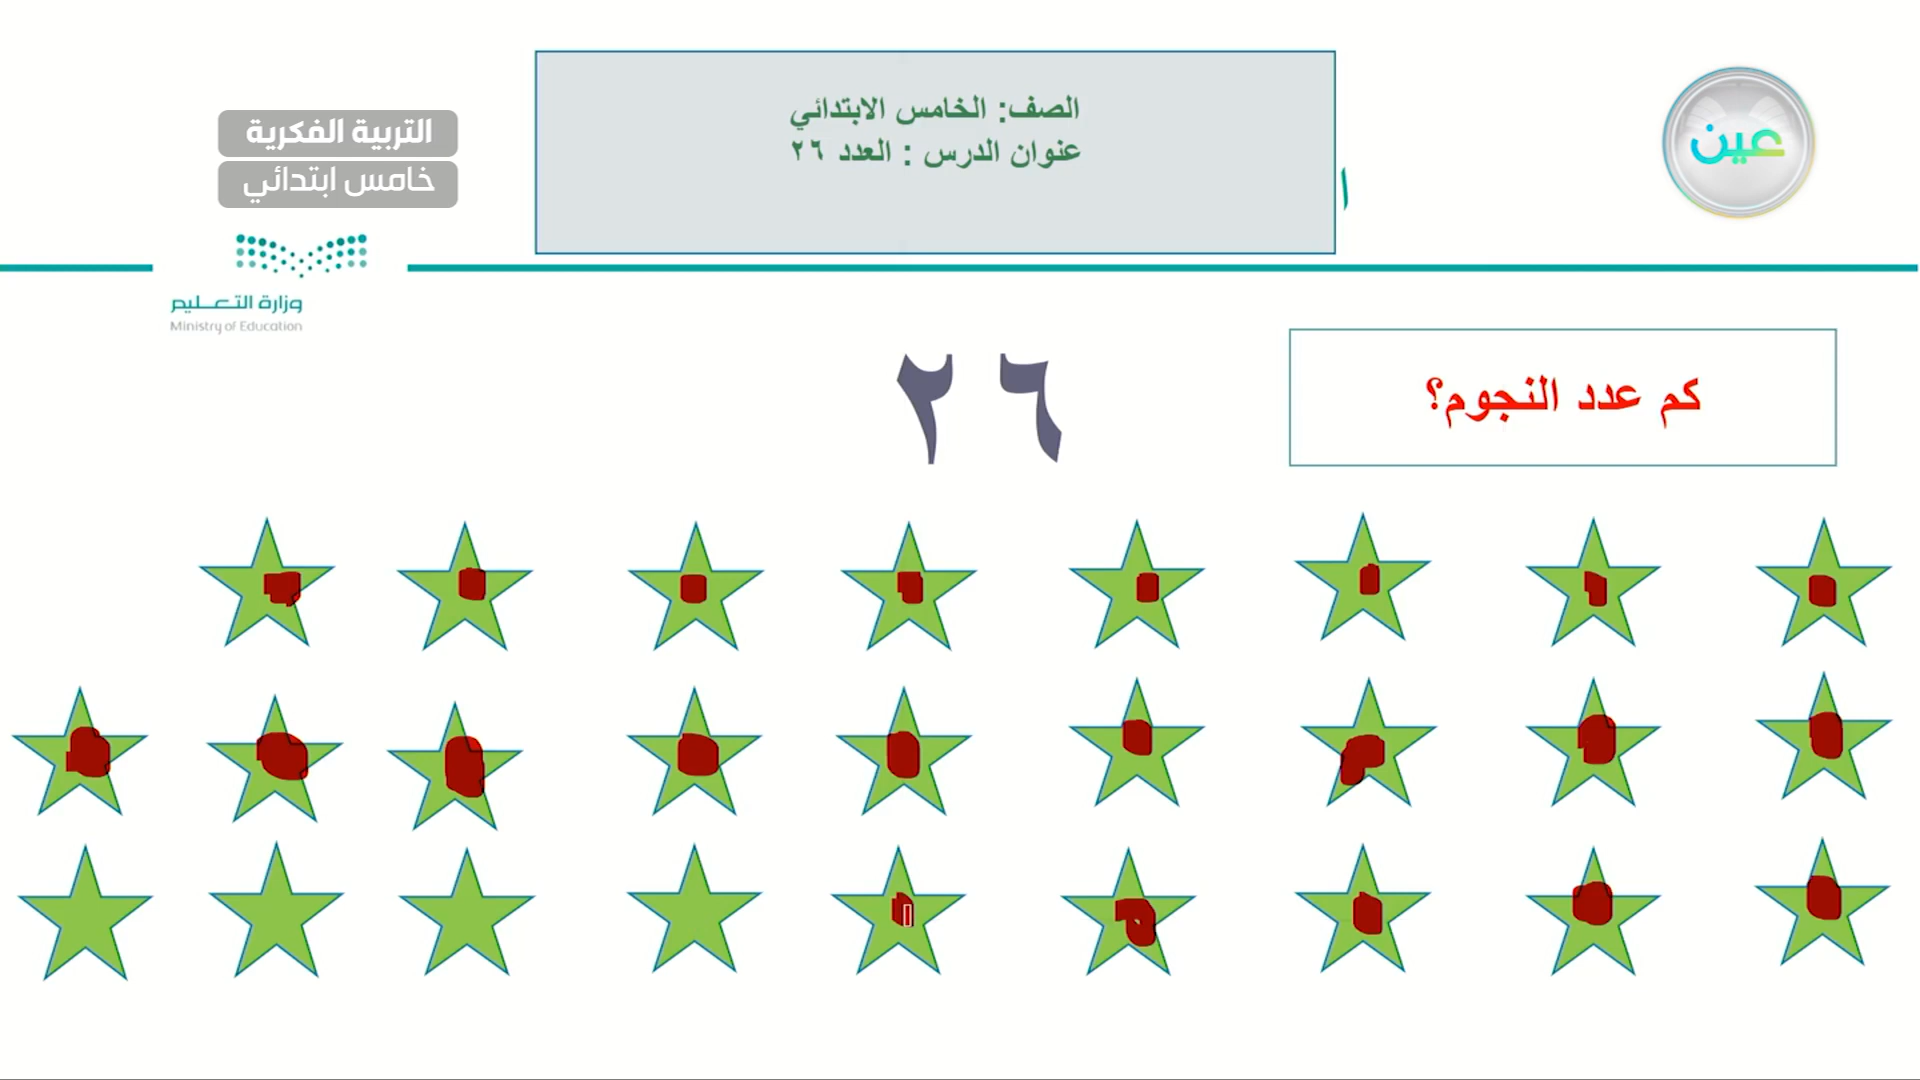 الصف: الخامس الابتدائي
عنوان الدرس : العدد ٢٦
عين
التربية الفكرية
خامس ابتدائي
وزارة التعليم
Ministry of Education
كم عدد النجوم؟
٢٦